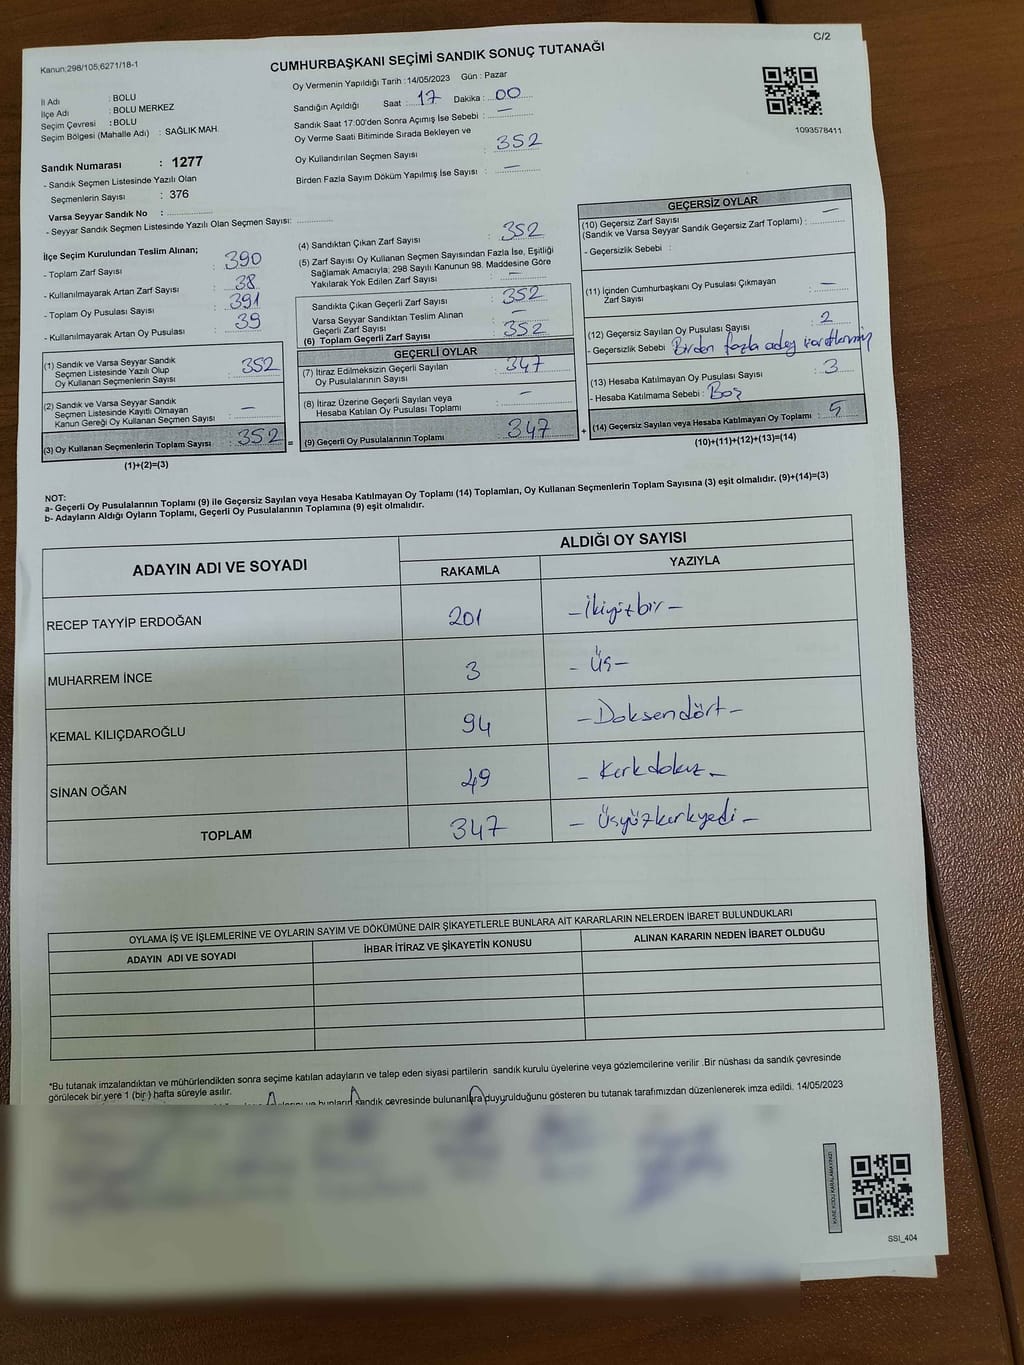 C/2
Kanun:298/105;6271/18-1
CUMHURBAŞKANI SEÇİMİ SANDIK SONUÇ TUTANAĞI
Oy Vermenin Yapıldığı Tarih :14/05/2023 Gün : Pazar
İl Adı : BOLU
İlçe Adı : BOLU MERKEZ
Seçim Çevresi : BOLU
Seçim Bölgesi (Mahalle Adı) : SAĞLIK MAH.
Sandığın Açıldığı Saat : 17 Dakika : 00
Sandık Saat 17:00'den Sonra Açımış İse Sebebi : —
Oy Verme Saati Bitiminde Sırada Bekleyen ve
Oy Kullandırılan Seçmen Sayısı : 352
Birden Fazla Sayım Döküm Yapılmış İse Sayısı : —
1093578411
Sandık Numarası : 1277
- Sandık Seçmen Listesinde Yazılı Olan
Seçmenlerin Sayısı : 376
Varsa Seyyar Sandık No :
- Seyyar Sandık Seçmen Listesinde Yazılı Olan Seçmen Sayısı:
İlçe Seçim Kurulundan Teslim Alınan;
- Toplam Zarf Sayısı : 390
- Kullanılmayarak Artan Zarf Sayısı : 38
- Toplam Oy Pusulası Sayısı : 391
- Kullanılmayarak Artan Oy Pusulası : 39
(1) Sandık ve Varsa Seyyar Sandık
Seçmen Listesinde Yazılı Olup
Oy Kullanan Seçmenlerin Sayısı : 352
(2) Sandık ve Varsa Seyyar Sandık
Seçmen Listesinde Kayıtlı Olmayan
Kanun Gereği Oy Kullanan Seçmen Sayısı : —
(3) Oy Kullanan Seçmenlerin Toplam Sayısı : 352 =
(1)+(2)=(3)
(4) Sandıktan Çıkan Zarf Sayısı : 352
(5) Zarf Sayısı Oy Kullanan Seçmen Sayısından Fazla İse, Eşitliği
Sağlamak Amacıyla; 298 Sayılı Kanunun 98. Maddesine Göre
Yakılarak Yok Edilen Zarf Sayısı : —
Sandıkta Çıkan Geçerli Zarf Sayısı : 352
Varsa Seyyar Sandıktan Teslim Alınan
Geçerli Zarf Sayısı : —
(6) Toplam Geçerli Zarf Sayısı : 352
GEÇERLİ OYLAR
(7) İtiraz Edilmeksizin Geçerli Sayılan
Oy Pusulalarının Sayısı : 347
(8) İtiraz Üzerine Geçerli Sayılan veya
Hesaba Katılan Oy Pusulası Toplamı : —
(9) Geçerli Oy Pusulalarının Toplamı : 347 +
GEÇERSİZ OYLAR
(10) Geçersiz Zarf Sayısı
(Sandık ve Varsa Seyyar Sandık Geçersiz Zarf Toplamı) : —
- Geçersizlik Sebebi :
(11) İçinden Cumhurbaşkanı Oy Pusulası Çıkmayan
Zarf Sayısı : —
(12) Geçersiz Sayılan Oy Pusulası Sayısı : 2
- Geçersizlik Sebebi Birden fazla aday
(13) Hesaba Katılmayan Oy Pusulası Sayısı : 3
- Hesaba Katılmama Sebebi : Boş
(14) Geçersiz Sayılan veya Hesaba Katılmayan Oy Toplamı : 5
(10)+(11)+(12)+(13)=(14)
NOT:
a- Geçerli Oy Pusulalarının Toplamı (9) ile Geçersiz Sayılan veya Hesaba Katılmayan Oy Toplamı (14) Toplamları, Oy Kullanan Seçmenlerin Toplam Sayısına (3) eşit olmalıdır. (9)+(14)=(3)
b- Adayların Aldığı Oyların Toplamı, Geçerli Oy Pusulalarının Toplamına (9) eşit olmalıdır.
ADAYIN ADI VE SOYADI
ALDIĞI OY SAYISI
RAKAMLA YAZIYLA
RECEP TAYYİP ERDOĞAN 201 – İkiyüzbir –
MUHARREM İNCE 3 – Üç –
KEMAL KILIÇDAROĞLU 94 – Doksendört –
SİNAN OĞAN 49 – Kırkdokuz –
TOPLAM 347 – Üçyüzkırkyedi –
OYLAMA İŞ VE İŞLEMLERİNE VE OYLARIN SAYIM VE DÖKÜMÜNE DAİR ŞİKAYETLERLE BUNLARA AİT KARARLARIN NELERDEN İBARET BULUNDUKLARI
ADAYIN ADI VE SOYADI İHBAR İTİRAZ VE ŞİKAYETİN KONUSU ALINAN KARARIN NEDEN İBARET OLDUĞU
*Bu tutanak imzalandıktan ve mühürlendikten sonra seçime katılan adayların ve talep eden siyasi partilerin sandık kurulu üyelerine veya gözlemcilerine verilir .Bir nüshası da sandık çevresinde
görülecek bir yere 1 (bir ) hafta süreyle asılır.
ve bunların sandık çevresinde bulunanlara duyurulduğunu gösteren bu tutanak tarafımızdan düzenlenerek imza edildi. 14/05/2023
KARE KODU KARALAMAYINIZ!
SSI_404